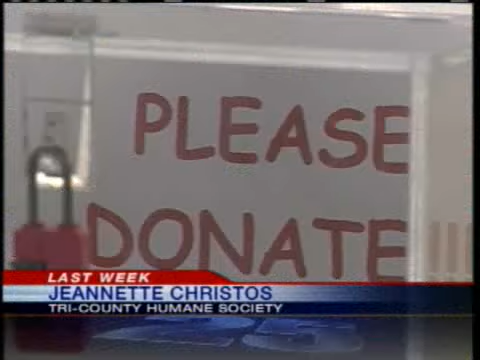 PLEASE
DONATE
LAST WEEK
JEANNETTE CHRISTOS
TRI-COUNTY HUMANE SOCIETY